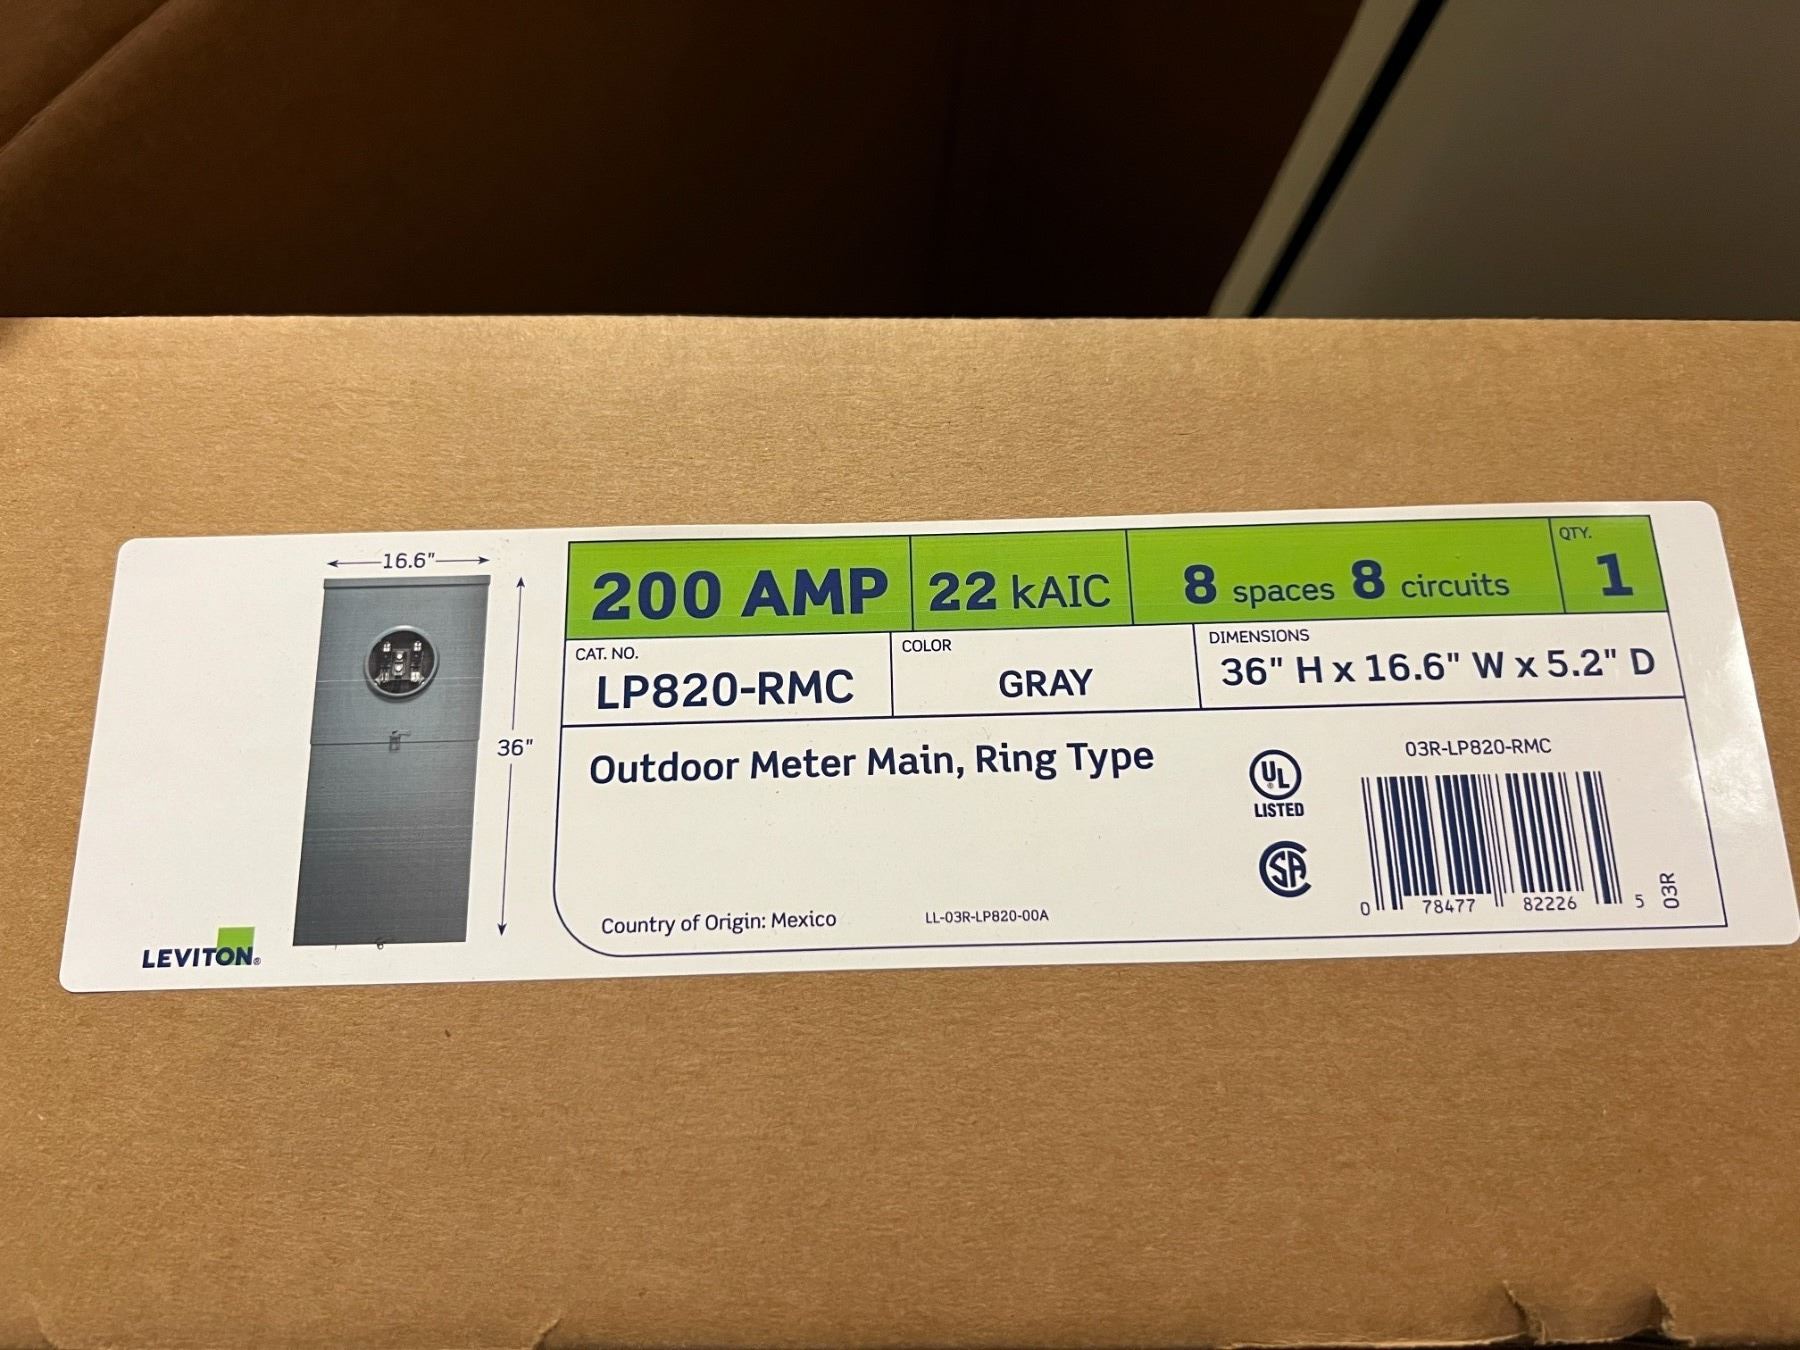 16.6"
36"
LEVITON®
200 AMP
22 kAIC
8 spaces 8 circuits
QTY.
1
CAT. NO.
LP820-RMC
COLOR
GRAY
DIMENSIONS
36" H x 16.6" W x 5.2" D
Outdoor Meter Main, Ring Type
UL
®
LISTED
SA
03R-LP820-RMC
0 78477 82226 5
03R
Country of Origin: Mexico
LL-03R-LP820-00A